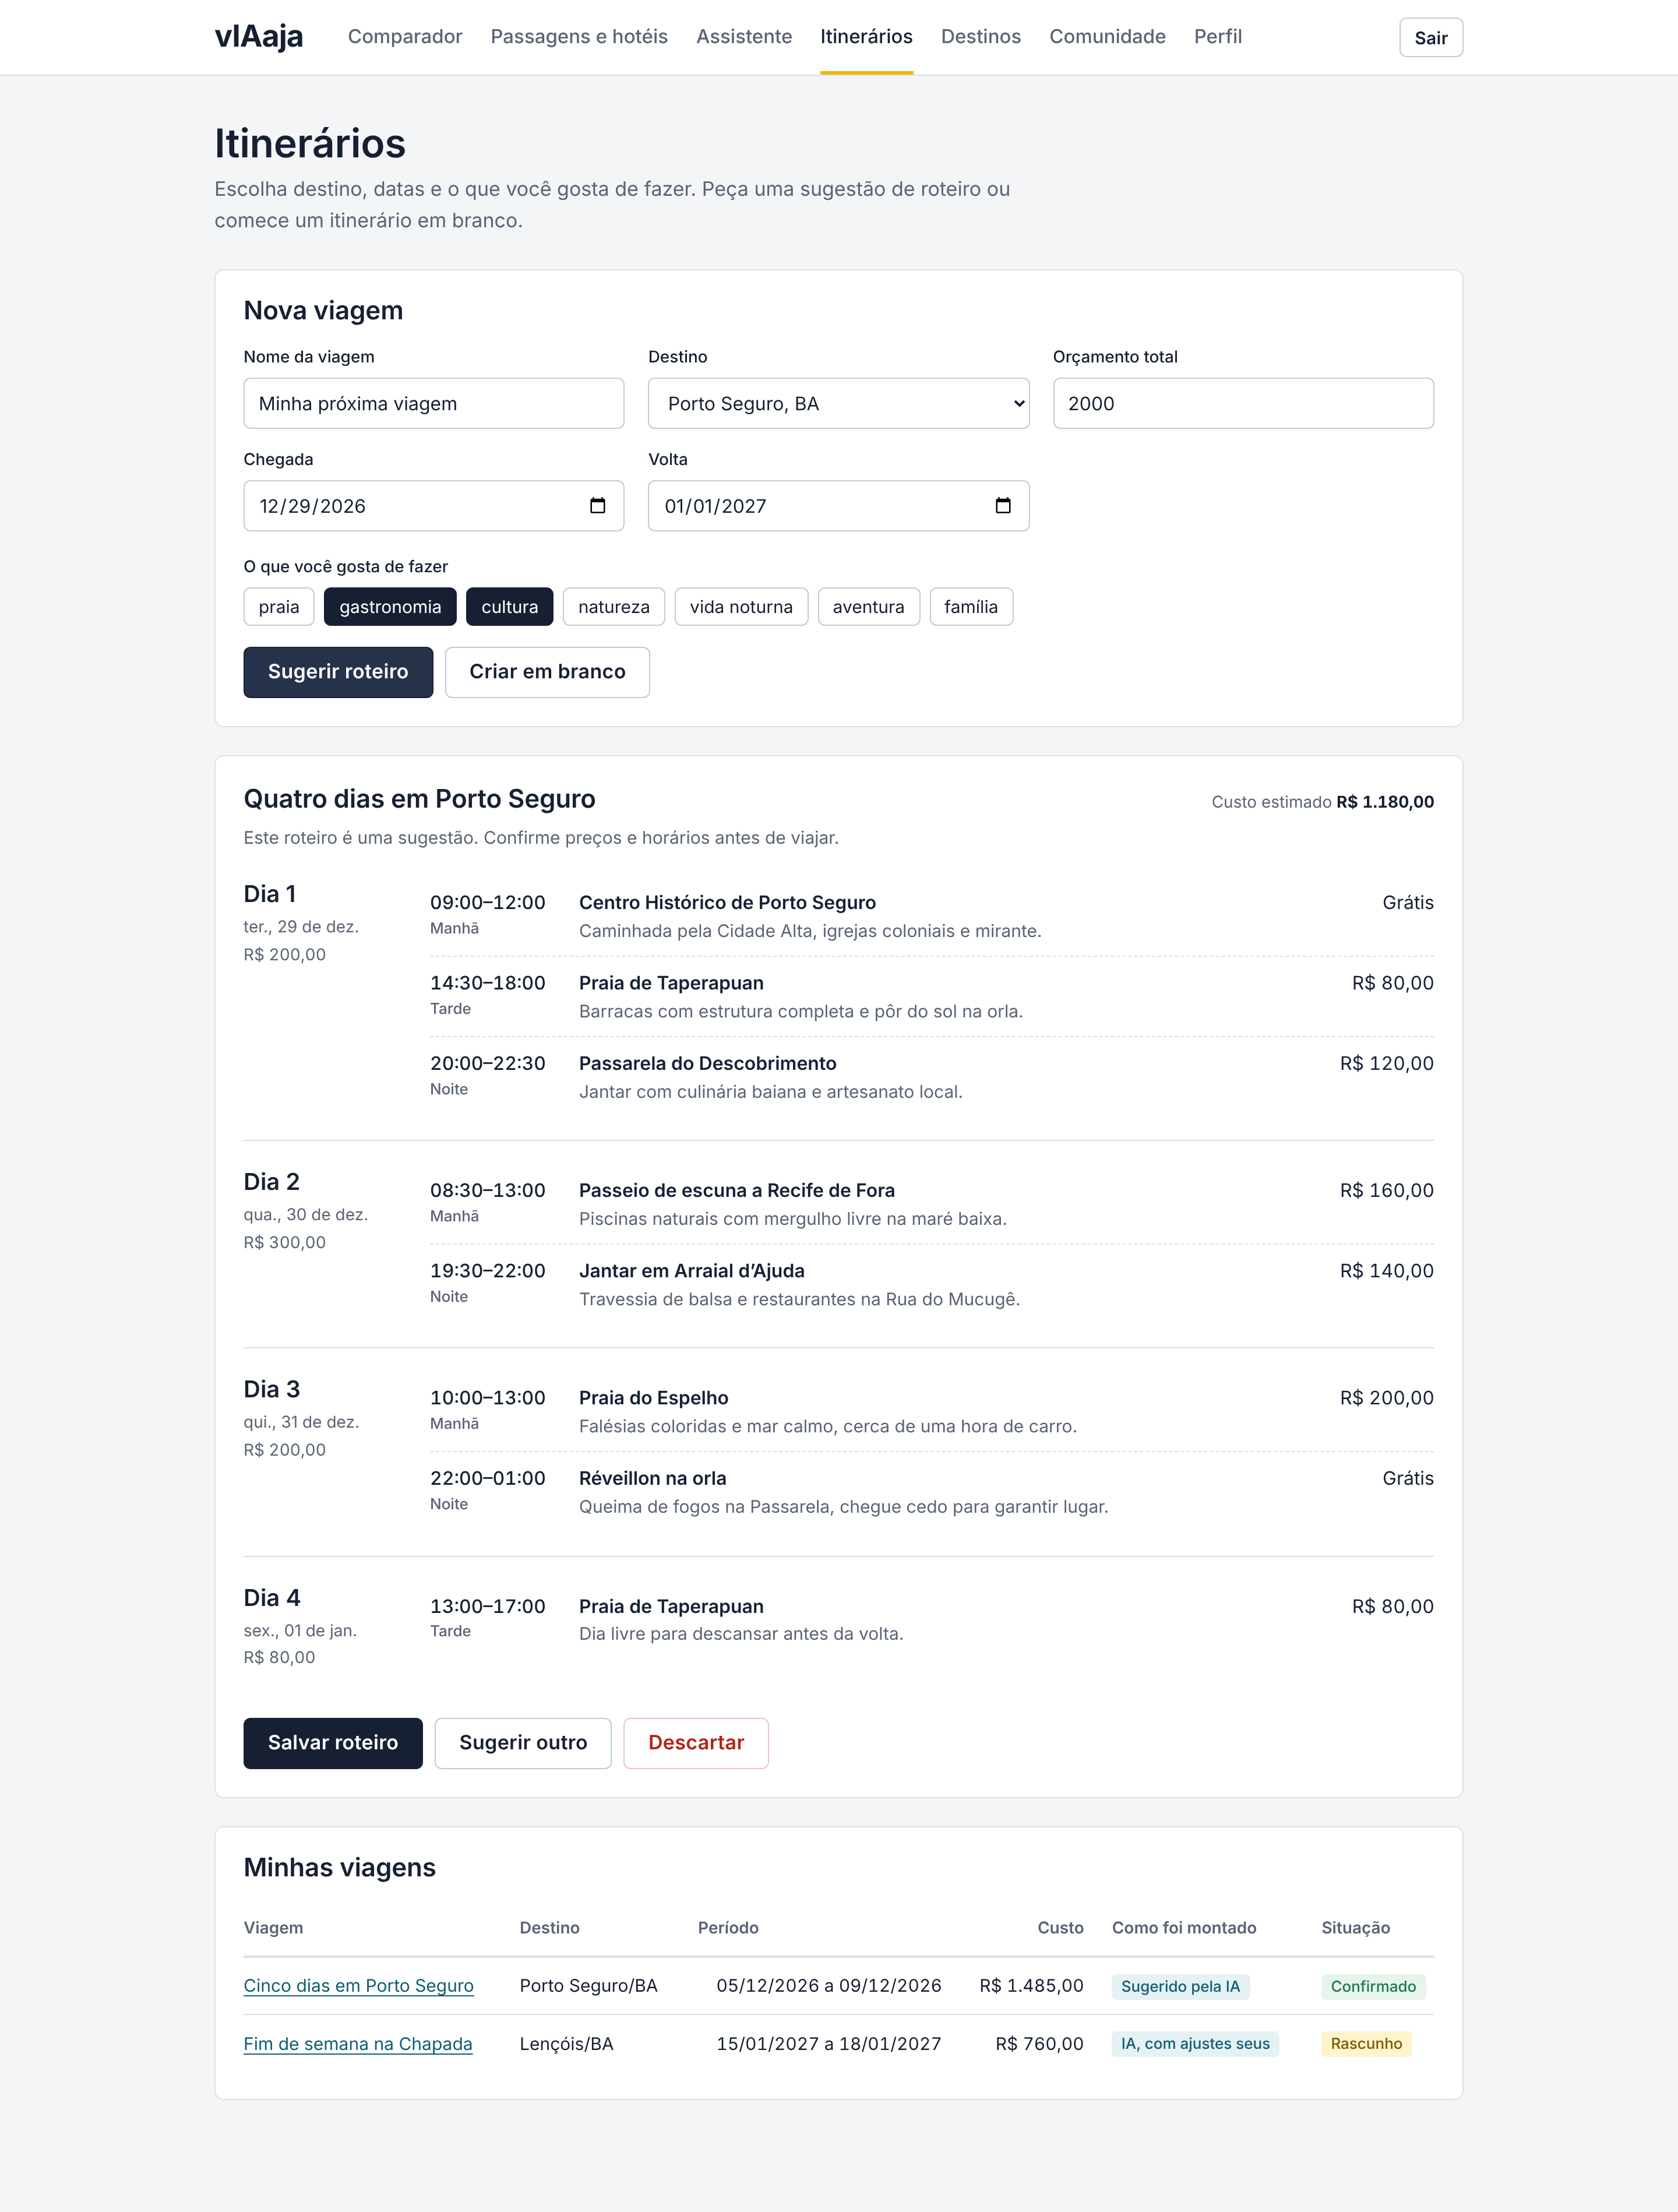 vIAaja
Comparador
Passagens e hotéis
Assistente
Itinerários
Destinos
Comunidade
Perfil
Sair
Itinerários
Escolha destino, datas e o que você gosta de fazer. Peça uma sugestão de roteiro ou
comece um itinerário em branco.
Nova viagem
Nome da viagem
Destino
Orçamento total
Minha próxima viagem
Porto Seguro, BA
2000
Chegada
Volta
12/29/2026
01/01/2027
O que você gosta de fazer
praia
gastronomia
cultura
natureza
vida noturna
aventura
família
Sugerir roteiro
Criar em branco
Quatro dias em Porto Seguro
Custo estimado R$ 1.180,00
Este roteiro é uma sugestão. Confirme preços e horários antes de viajar.
Dia 1
ter., 29 de dez.
R$ 200,00
09:00–12:00
Manhã
Centro Histórico de Porto Seguro
Caminhada pela Cidade Alta, igrejas coloniais e mirante.
Grátis
14:30–18:00
Tarde
Praia de Taperapuan
Barracas com estrutura completa e pôr do sol na orla.
R$ 80,00
20:00–22:30
Noite
Passarela do Descobrimento
Jantar com culinária baiana e artesanato local.
R$ 120,00
Dia 2
qua., 30 de dez.
R$ 300,00
08:30–13:00
Manhã
Passeio de escuna a Recife de Fora
Piscinas naturais com mergulho livre na maré baixa.
R$ 160,00
19:30–22:00
Noite
Jantar em Arraial d’Ajuda
Travessia de balsa e restaurantes na Rua do Mucugê.
R$ 140,00
Dia 3
qui., 31 de dez.
R$ 200,00
10:00–13:00
Manhã
Praia do Espelho
Falésias coloridas e mar calmo, cerca de uma hora de carro.
R$ 200,00
22:00–01:00
Noite
Réveillon na orla
Queima de fogos na Passarela, chegue cedo para garantir lugar.
Grátis
Dia 4
sex., 01 de jan.
R$ 80,00
13:00–17:00
Tarde
Praia de Taperapuan
Dia livre para descansar antes da volta.
R$ 80,00
Salvar roteiro
Sugerir outro
Descartar
Minhas viagens
Viagem
Destino
Período
Custo
Como foi montado
Situação
Cinco dias em Porto Seguro
Porto Seguro/BA
05/12/2026 a 09/12/2026
R$ 1.485,00
Sugerido pela IA
Confirmado
Fim de semana na Chapada
Lençóis/BA
15/01/2027 a 18/01/2027
R$ 760,00
IA, com ajustes seus
Rascunho